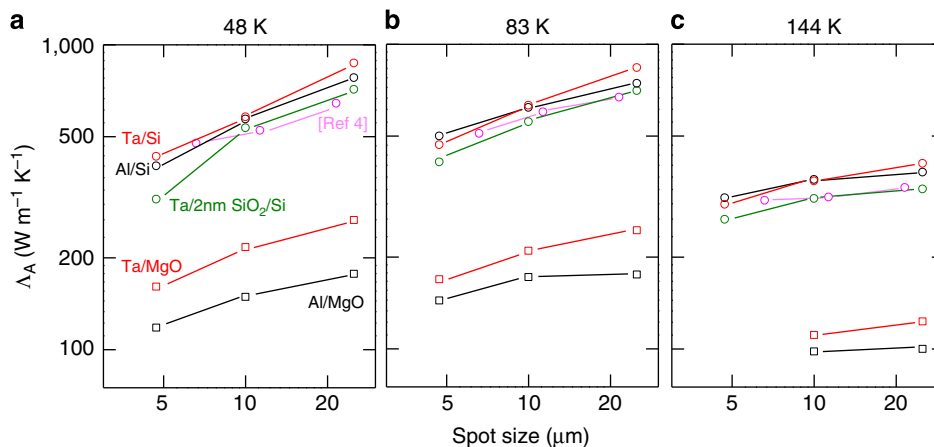 a
48 K
b
83 K
c
144 K
1,000
500
200
100
Λ_A (W m⁻¹ K⁻¹)
Ta/Si
Al/Si
[Ref 4]
Ta/2nm SiO₂/Si
Ta/MgO
Al/MgO
5
10
20
5
10
20
5
10
20
Spot size (μm)